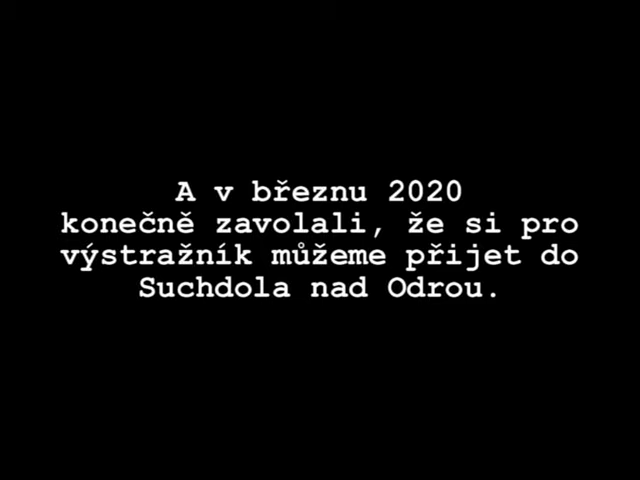 A v březnu 2020
konečně zavolali, že si pro
výstražník můžeme přijet do
Suchdola nad Odrou.